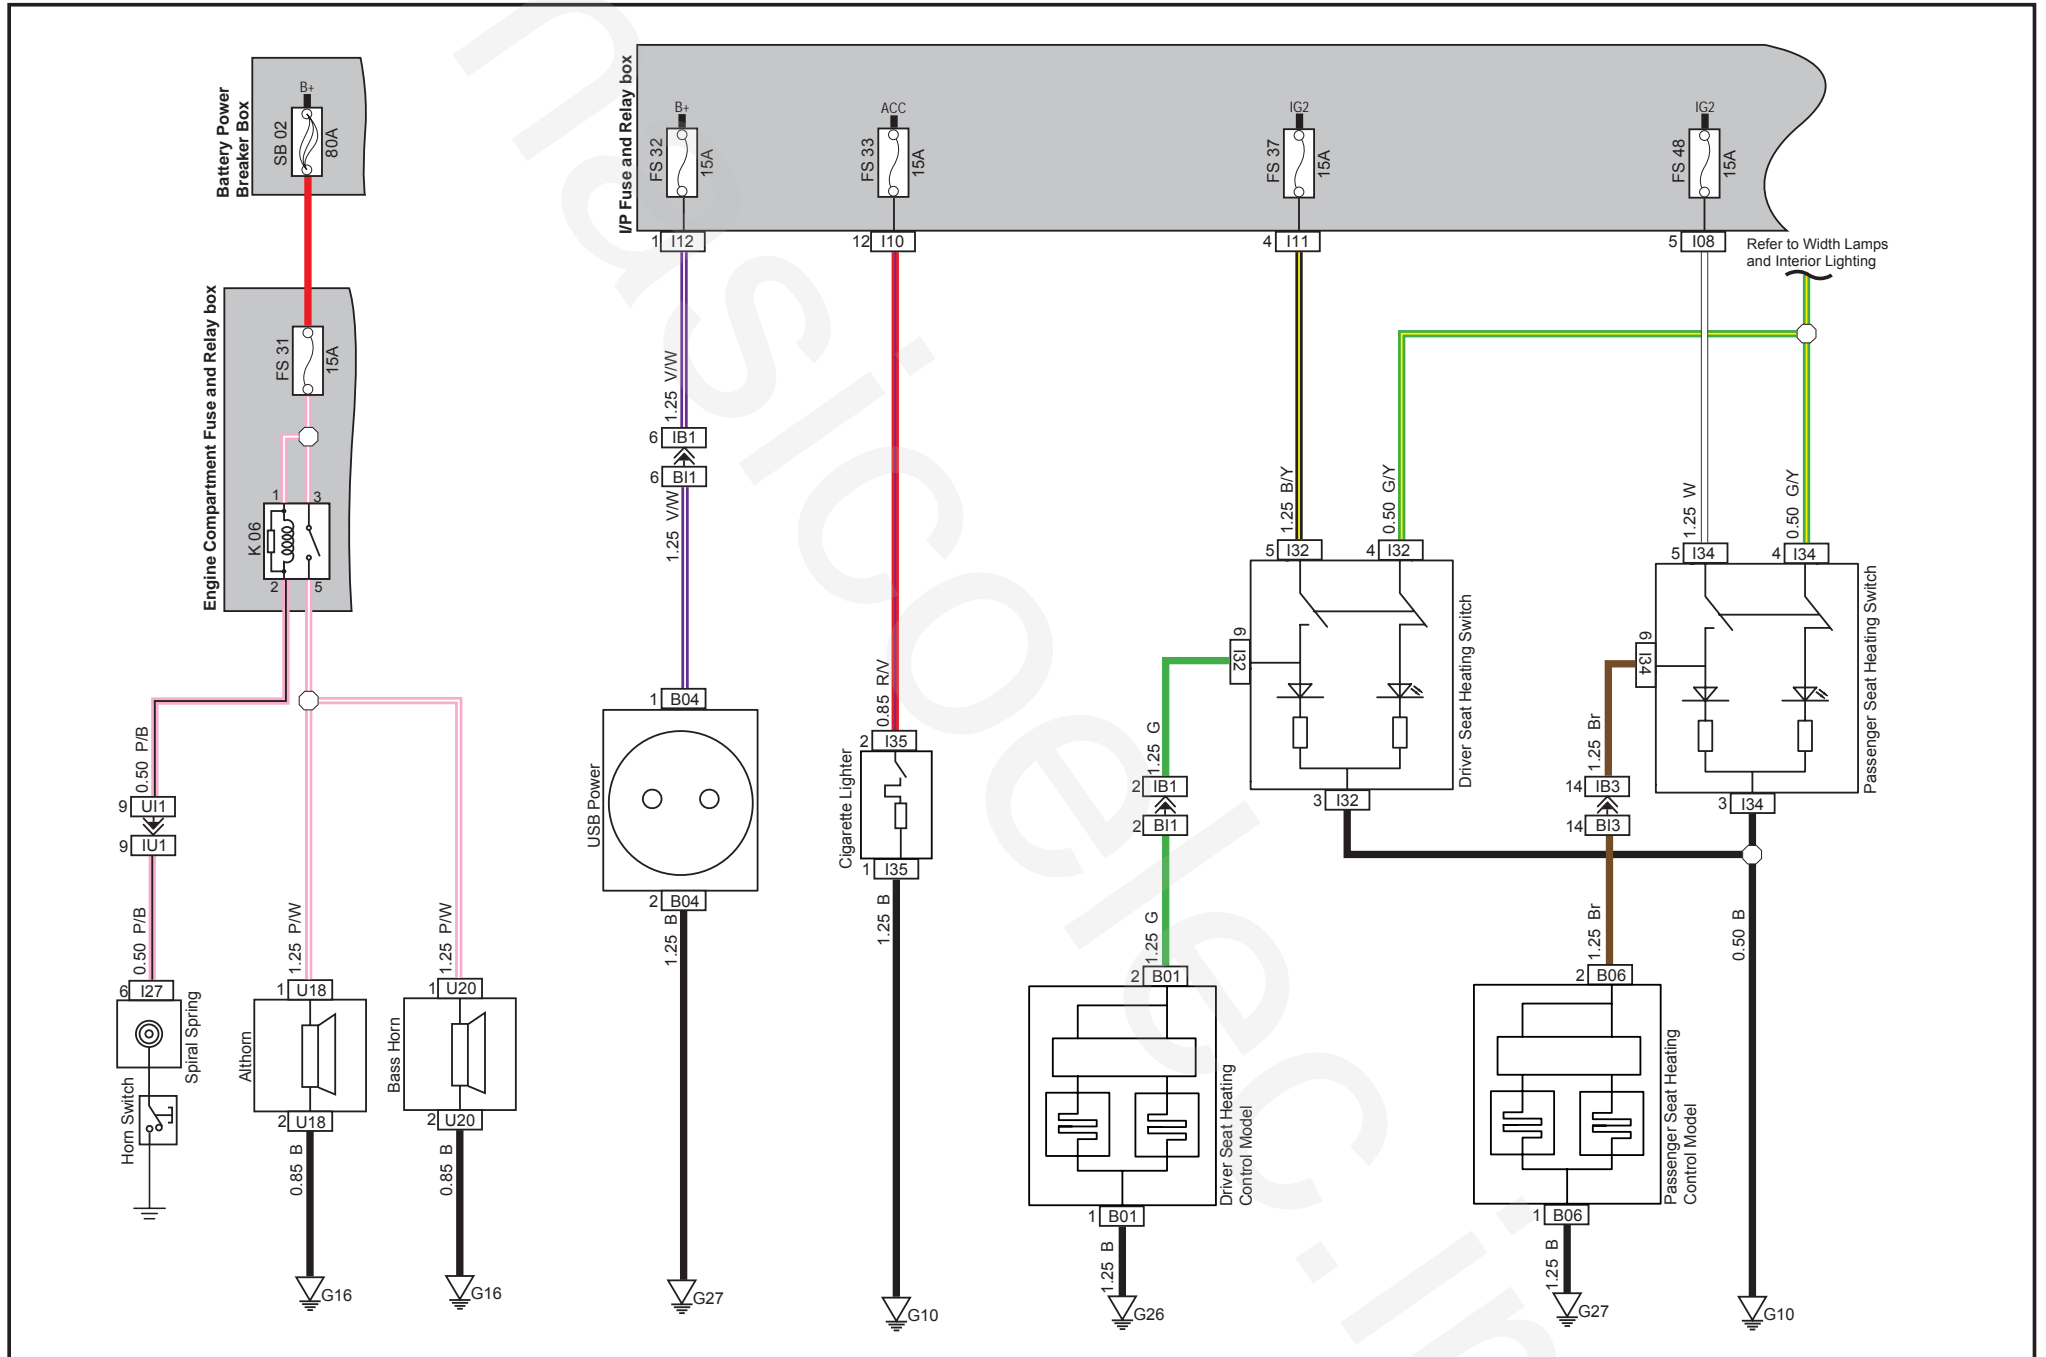 Battery Power
Breaker Box
B+
SB 02
80A
I/P Fuse and Relay box
B+
FS 32
15A
ACC
FS 33
15A
IG2
FS 37
15A
IG2
FS 48
15A
1 I12
12 I10
4 I11
5 I08
Refer to Width Lamps
and Interior Lighting
Engine Compartment Fuse and Relay box
FS 31
15A
1
3
K 06
2
5
1.25 V/W
6 IB1
6 BI1
1.25 V/W
1.25 B/Y
0.50 G/Y
1.25 W
0.50 G/Y
5 I32
4 I32
5 I34
4 I34
9 I32
9 I34
Driver Seat Heating Switch
Passenger Seat Heating Switch
0.50 P/B
9 UI1
9 IU1
0.50 P/B
1.25 P/W
1.25 P/W
1 B04
USB Power
2 B04
1.25 B
0.85 R/V
2 I35
Cigarette Lighter
1 I35
1.25 B
1.25 G
2 IB1
2 BI1
1.25 G
3 I32
1.25 Br
14 IB3
14 BI3
1.25 Br
3 I34
0.50 B
6 I27
Spiral Spring
Horn Switch
1 U18
Althorn
2 U18
0.85 B
1 U20
Bass Horn
2 U20
0.85 B
2 B01
Driver Seat Heating
Control Model
1 B01
1.25 B
2 B06
Passenger Seat Heating
Control Model
1 B06
1.25 B
G16
G16
G27
G10
G26
G27
G10